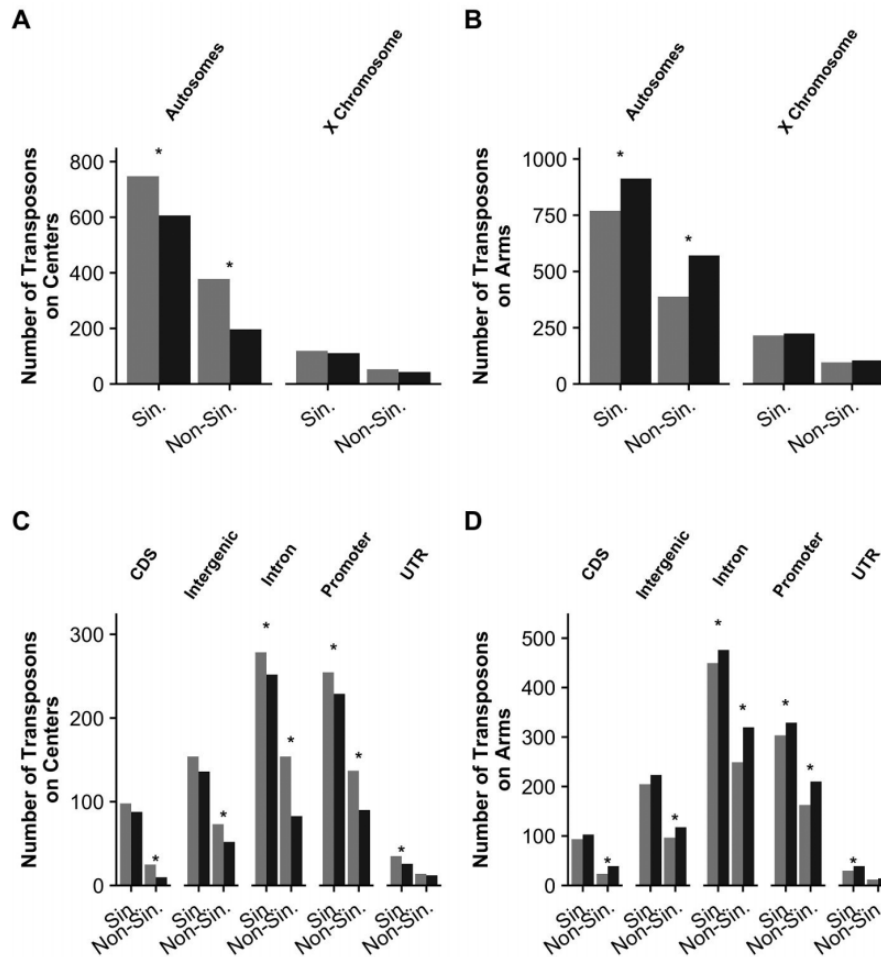 A
Autosomes
X Chromosome
Number of Transposons
on Centers
800
600
400
200
0
*
*
Sin.
Non-Sin.
Sin.
Non-Sin.
B
Autosomes
X Chromosome
Number of Transposons
on Arms
1000
750
500
250
0
*
*
Sin.
Non-Sin.
Sin.
Non-Sin.
C
CDS
Intergenic
Intron
Promoter
UTR
Number of Transposons
on Centers
300
200
100
0
*
*
*
*
*
*
*
Sin.
Non-Sin.
Sin.
Non-Sin.
Sin.
Non-Sin.
Sin.
Non-Sin.
Sin.
Non-Sin.
D
CDS
Intergenic
Intron
Promoter
UTR
Number of Transposons
on Arms
500
400
300
200
100
0
*
*
*
*
*
*
*
Sin.
Non-Sin.
Sin.
Non-Sin.
Sin.
Non-Sin.
Sin.
Non-Sin.
Sin.
Non-Sin.